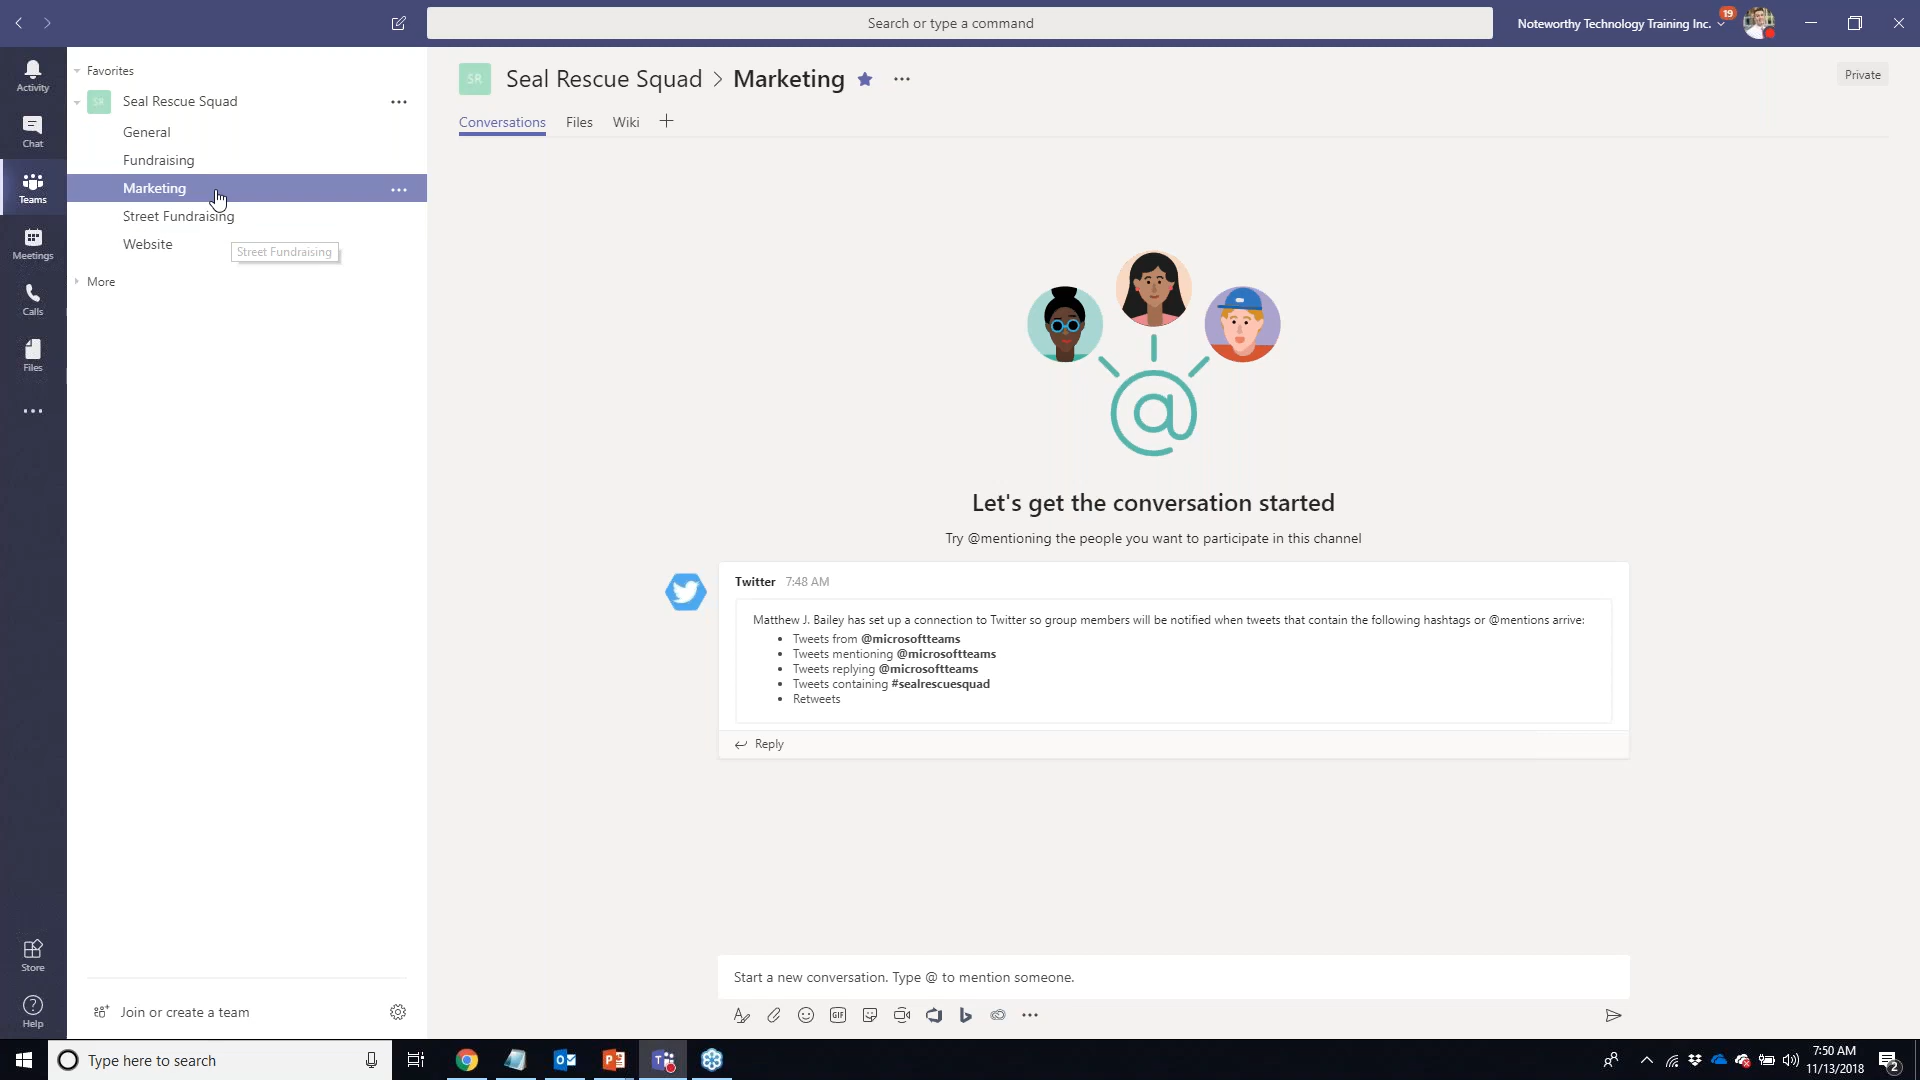 Search or type a command
Noteworthy Technology Training Inc.
19
Activity
Chat
Teams
Meetings
Calls
Files
Store
Help
Favorites
SR Seal Rescue Squad
General
Fundraising
Marketing
Street Fundraising
Website
Street Fundraising
More
Join or create a team
SR Seal Rescue Squad > Marketing
Private
Conversations Files Wiki
@
Let's get the conversation started
Try @mentioning the people you want to participate in this channel
Twitter 7:48 AM
Matthew J. Bailey has set up a connection to Twitter so group members will be notified when tweets that contain the following hashtags or @mentions arrive:
• Tweets from @microsoftteams
• Tweets mentioning @microsoftteams
• Tweets replying @microsoftteams
• Tweets containing #sealrescuesquad
• Retweets
Reply
Start a new conversation. Type @ to mention someone.
GIF
Type here to search
7:50 AM
11/13/2018
2